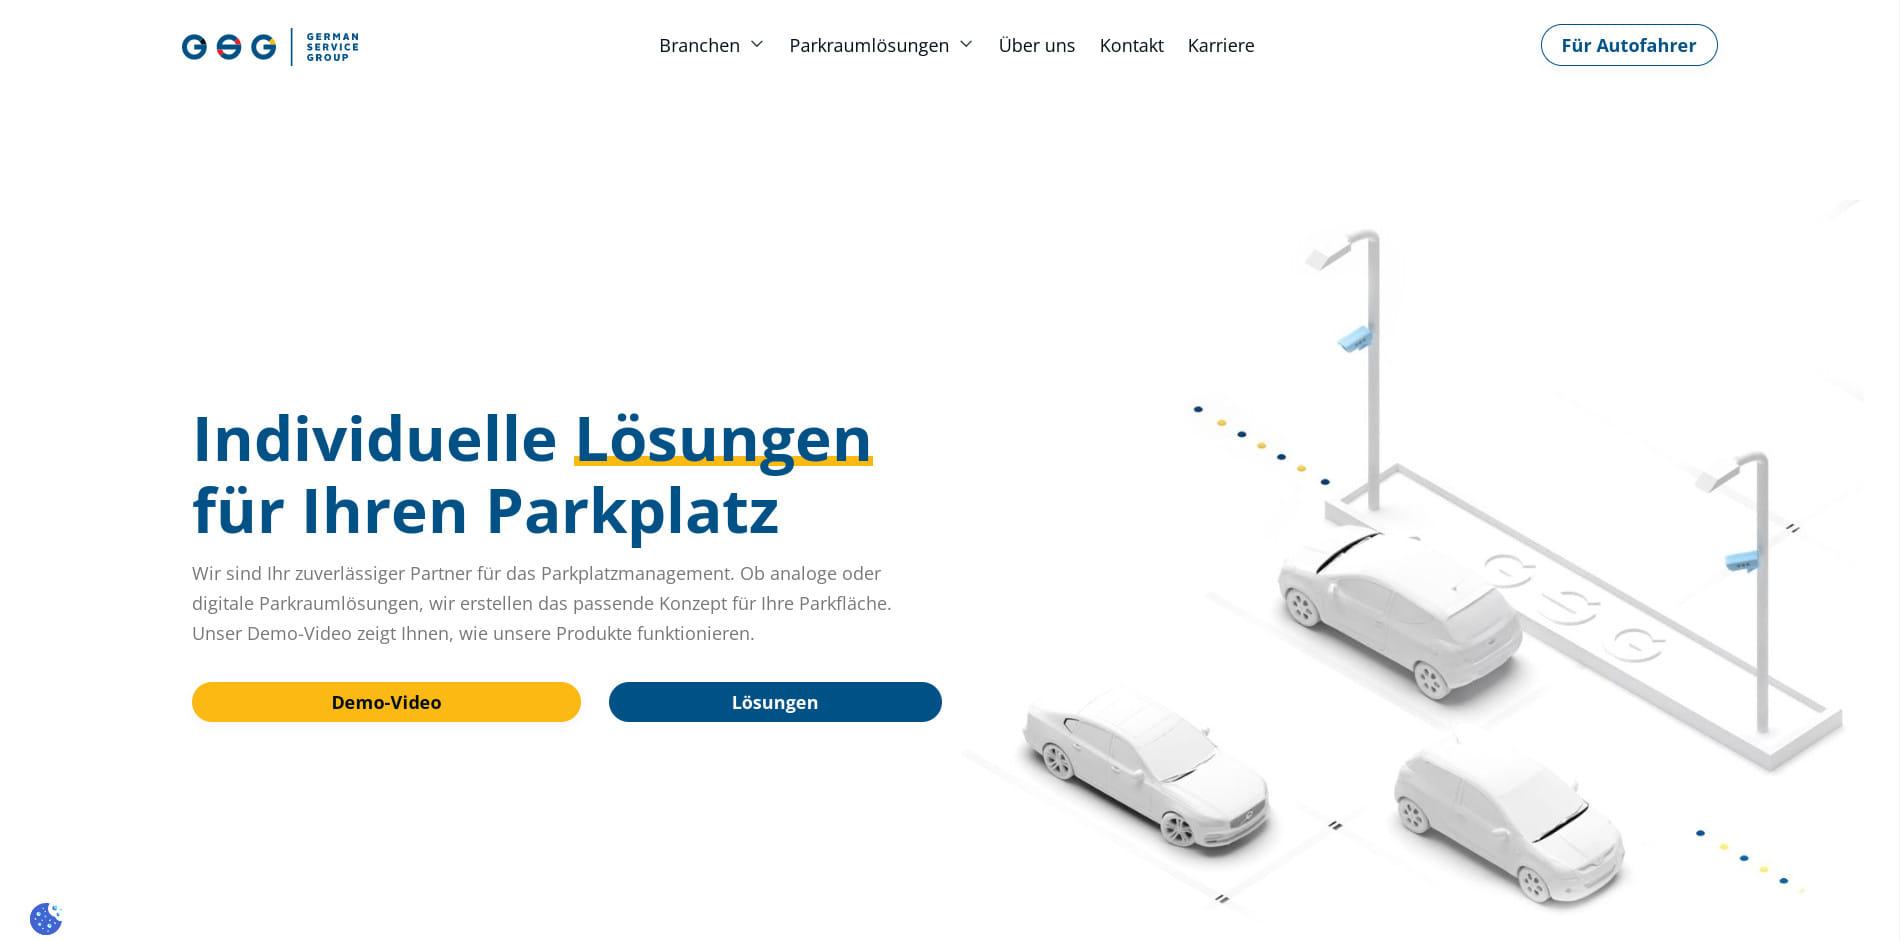 GSG
GERMAN
SERVICE
GROUP
Branchen
Parkraumlösungen
Über uns
Kontakt
Karriere
Für Autofahrer
Individuelle Lösungen
für Ihren Parkplatz
Wir sind Ihr zuverlässiger Partner für das Parkplatzmanagement. Ob analoge oder
digitale Parkraumlösungen, wir erstellen das passende Konzept für Ihre Parkfläche.
Unser Demo-Video zeigt Ihnen, wie unsere Produkte funktionieren.
Demo-Video
Lösungen
GSG